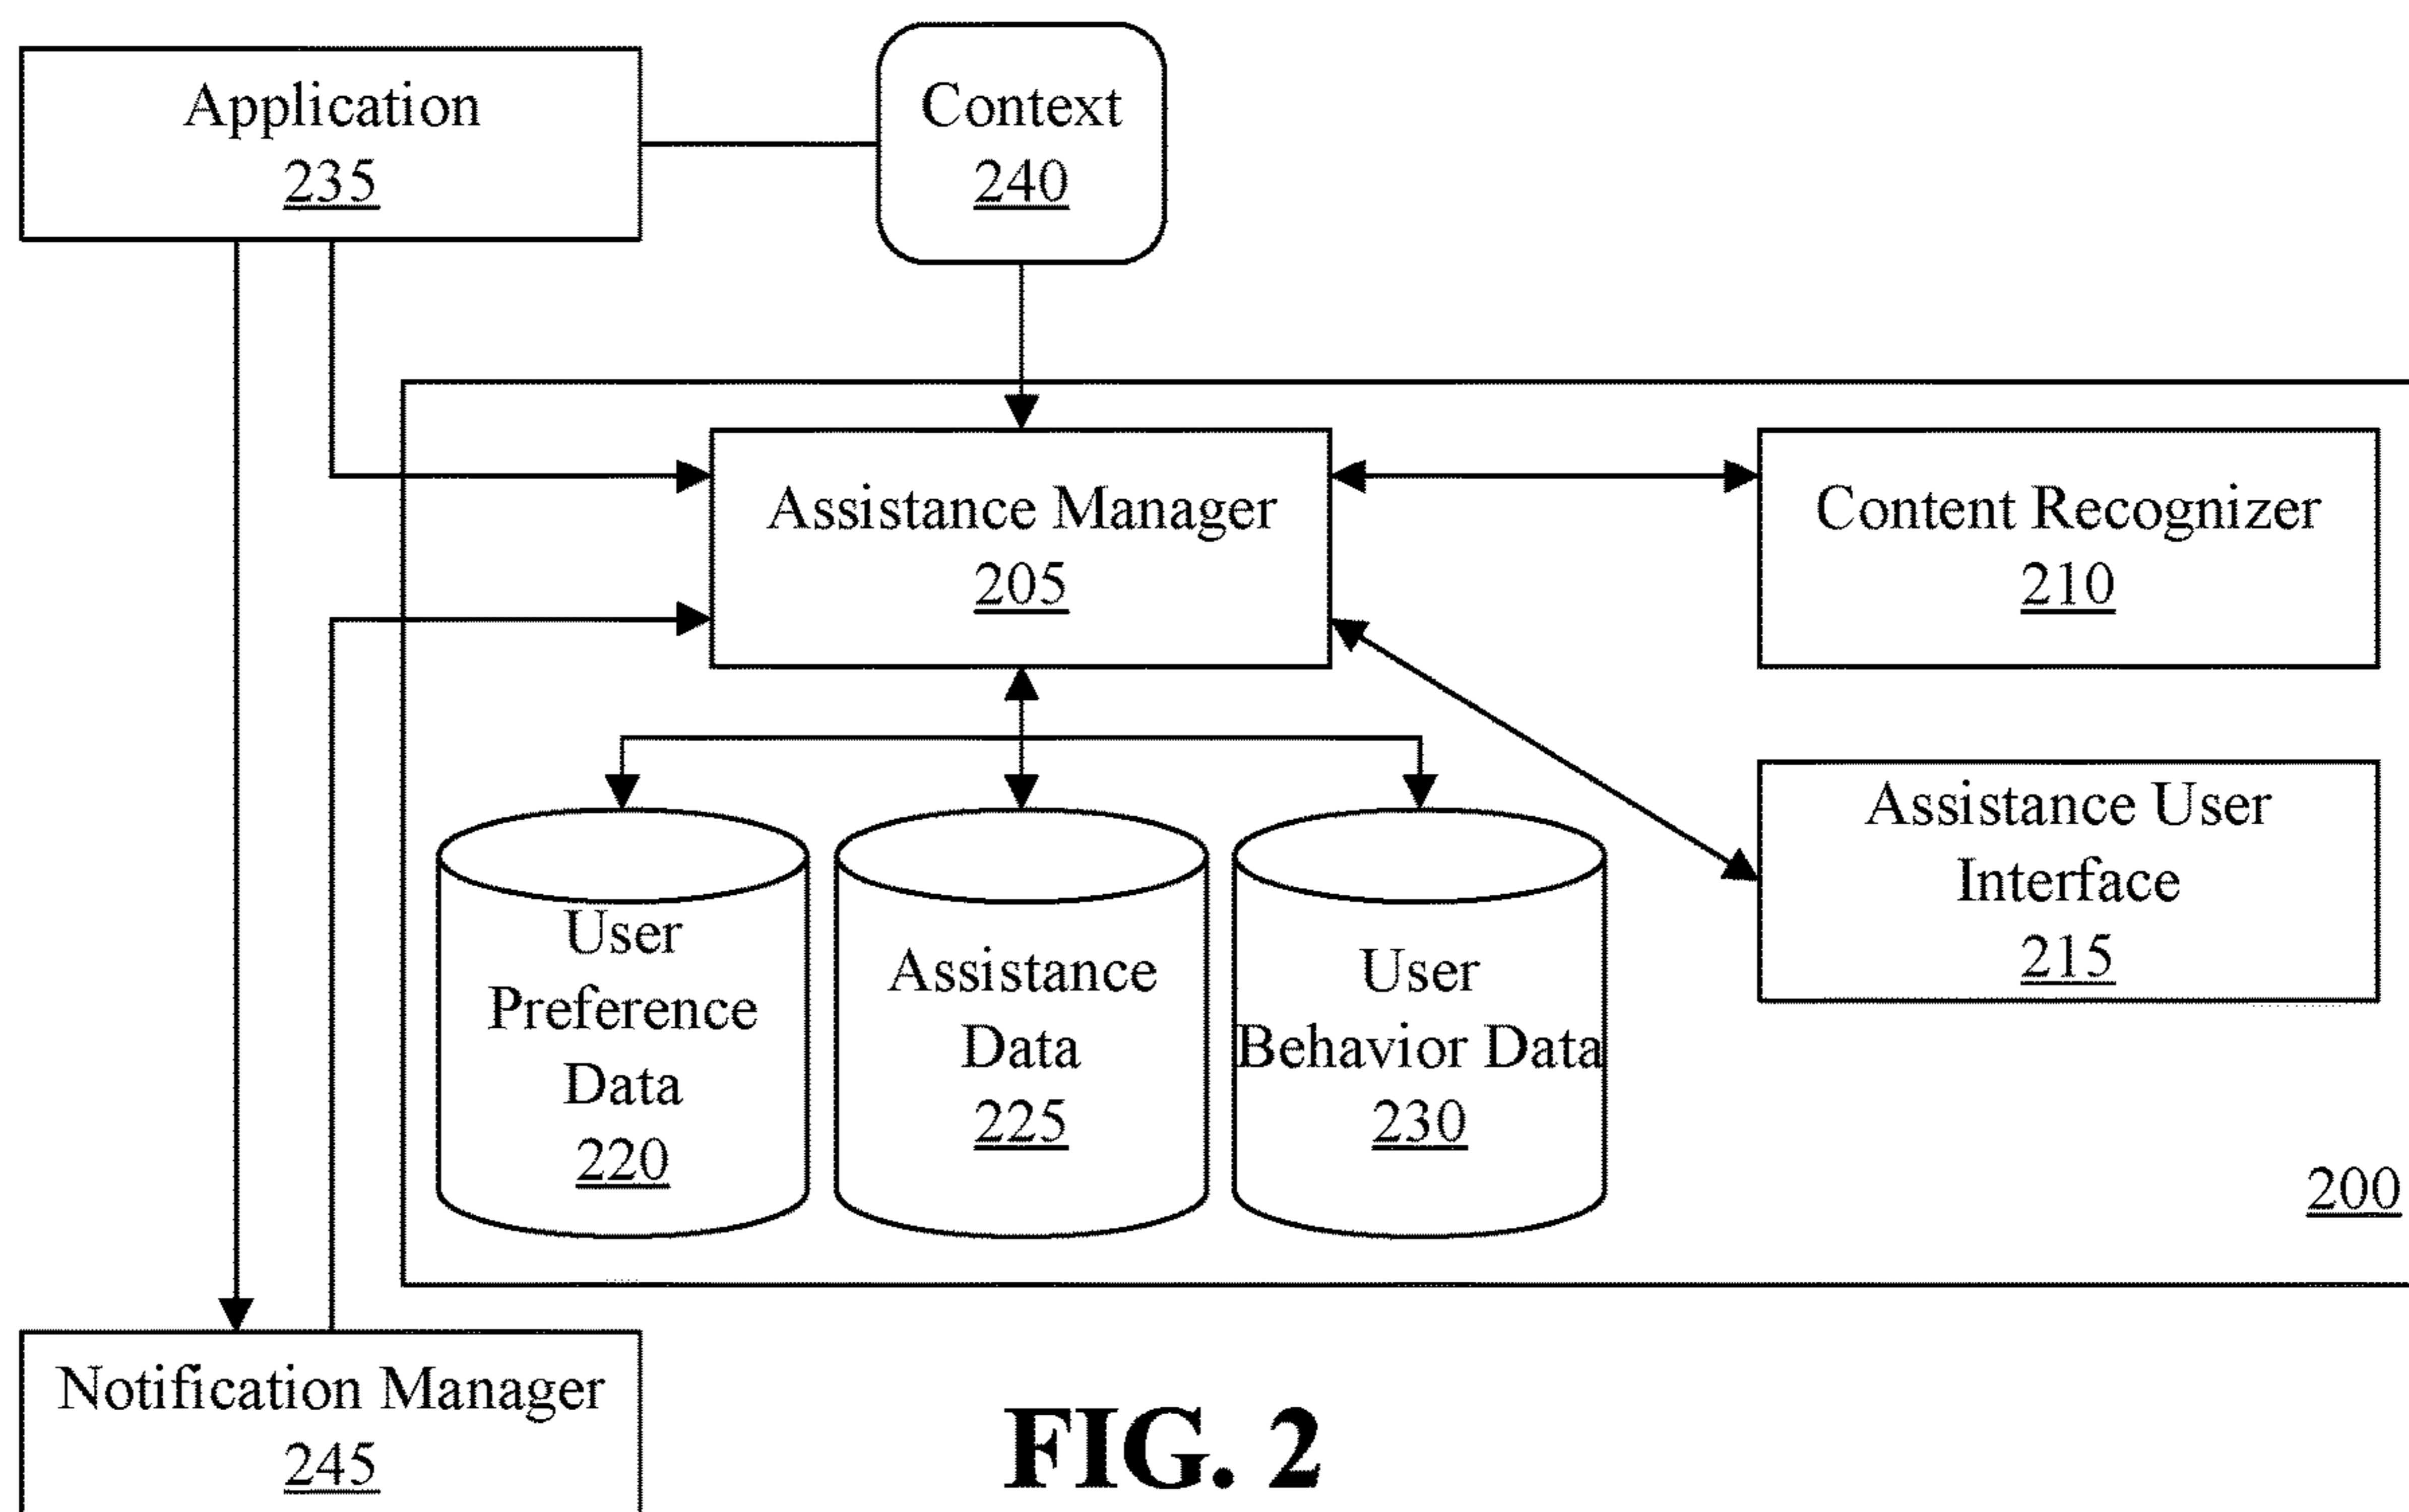 Application
235
Context
240
Assistance Manager
205
Content Recognizer
210
Assistance User
Interface
215
User
Preference
Data
220
Assistance
Data
225
User
Behavior Data
230
200
Notification Manager
245
FIG. 2